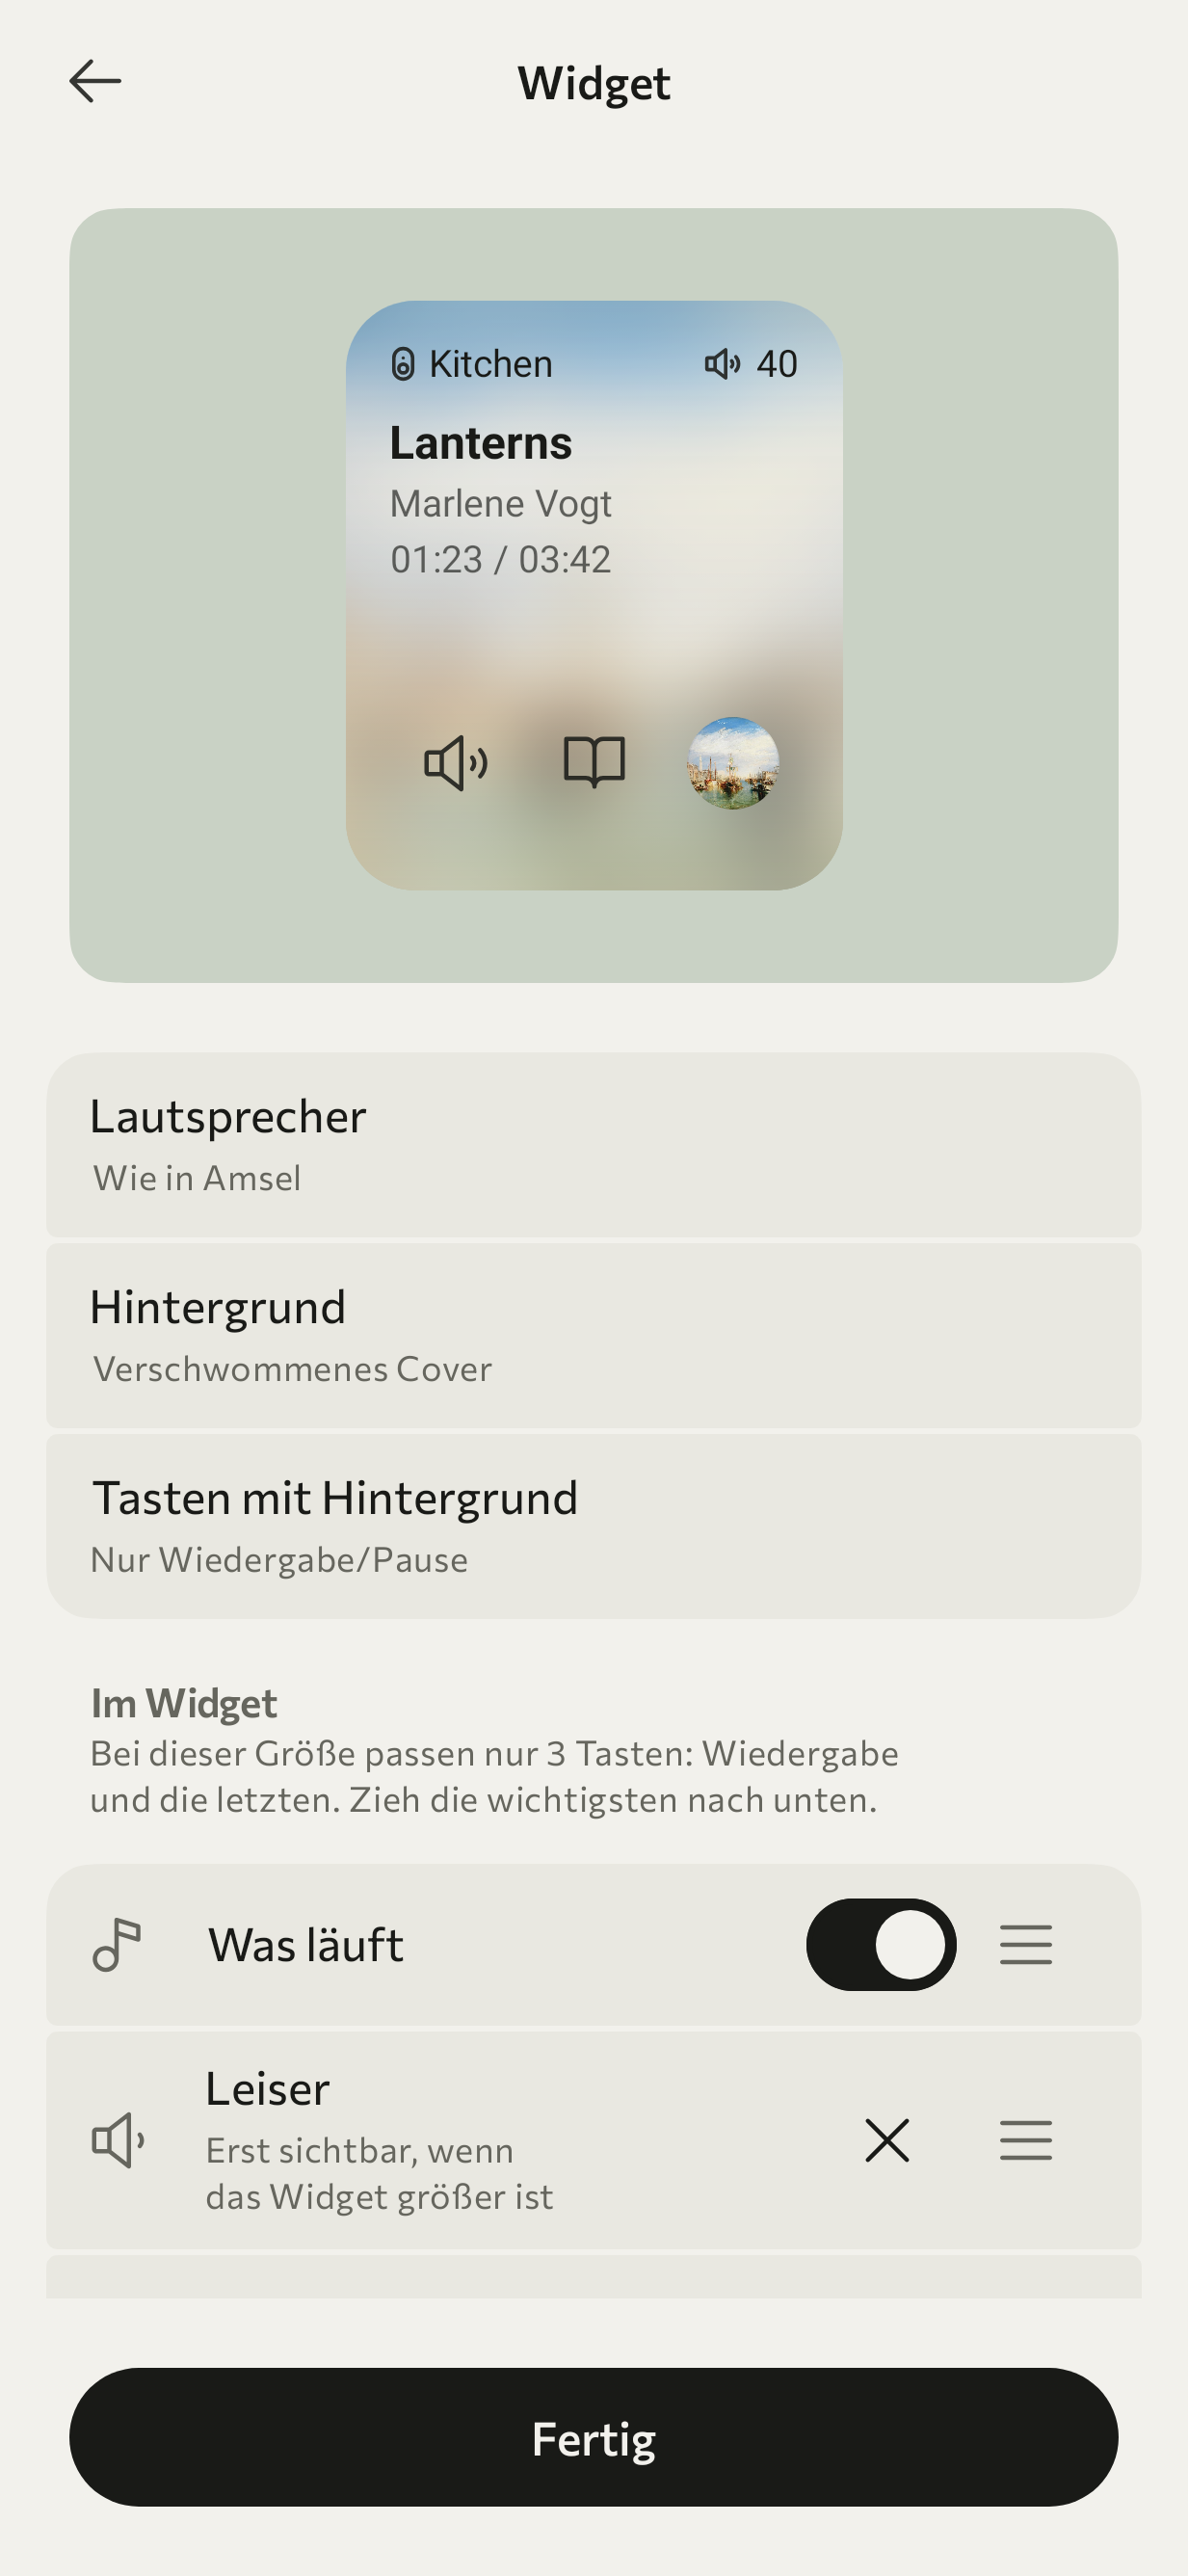 Widget
Kitchen
40
Lanterns
Marlene Vogt
01:23 / 03:42
Lautsprecher
Wie in Amsel
Hintergrund
Verschwommenes Cover
Tasten mit Hintergrund
Nur Wiedergabe/Pause
Im Widget
Bei dieser Größe passen nur 3 Tasten: Wiedergabe
und die letzten. Zieh die wichtigsten nach unten.
Was läuft
Leiser
Erst sichtbar, wenn
das Widget größer ist
Fertig